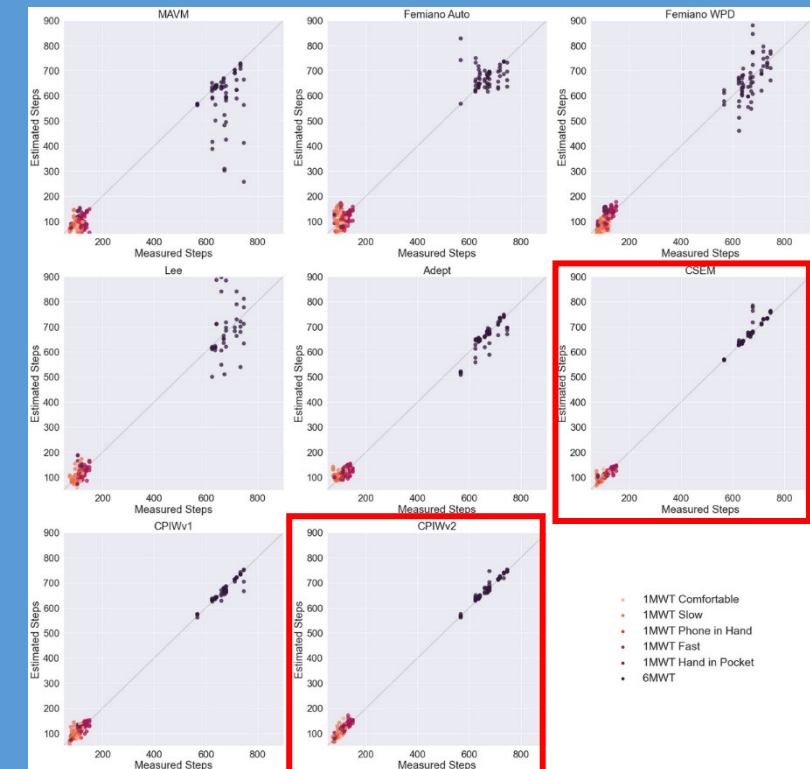 MAVM
Femiano Auto
Femiano WPD
900
800
700
600
500
400
300
200
100
Estimated Steps
200 400 600 800
Measured Steps
900
800
700
600
500
400
300
200
100
Estimated Steps
200 400 600 800
Measured Steps
900
800
700
600
500
400
300
200
100
Estimated Steps
200 400 600 800
Measured Steps
Lee
Adept
CSEM
900
800
700
600
500
400
300
200
100
Estimated Steps
200 400 600 800
Measured Steps
900
800
700
600
500
400
300
200
100
Estimated Steps
200 400 600 800
Measured Steps
900
800
700
600
500
400
300
200
100
Estimated Steps
200 400 600 800
Measured Steps
CPIWv1
CPIWv2
900
800
700
600
500
400
300
200
100
Estimated Steps
200 400 600 800
Measured Steps
900
800
700
600
500
400
300
200
100
Estimated Steps
200 400 600 800
Measured Steps
1MWT Comfortable
1MWT Slow
1MWT Phone in Hand
1MWT Fast
1MWT Hand in Pocket
6MWT